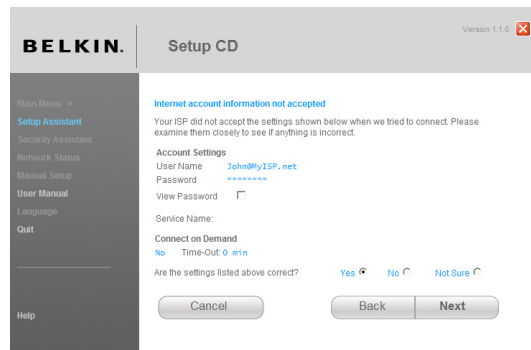 Version 1.1.0
BELKIN.
Setup CD
Main Menu >
Setup Assistant
Security Assistant
Network Status
Manual Setup
User Manual
Language
Quit
Help
Internet account information not accepted
Your ISP did not accept the settings shown below when we tried to connect. Please
examine them closely to see if anything is incorrect.
Account Settings
User Name John@MyISP.net
Password ********
View Password
Service Name:
Connect on Demand
No Time-Out: 0 min
Are the settings listed above correct? Yes No Not Sure
Cancel Back Next